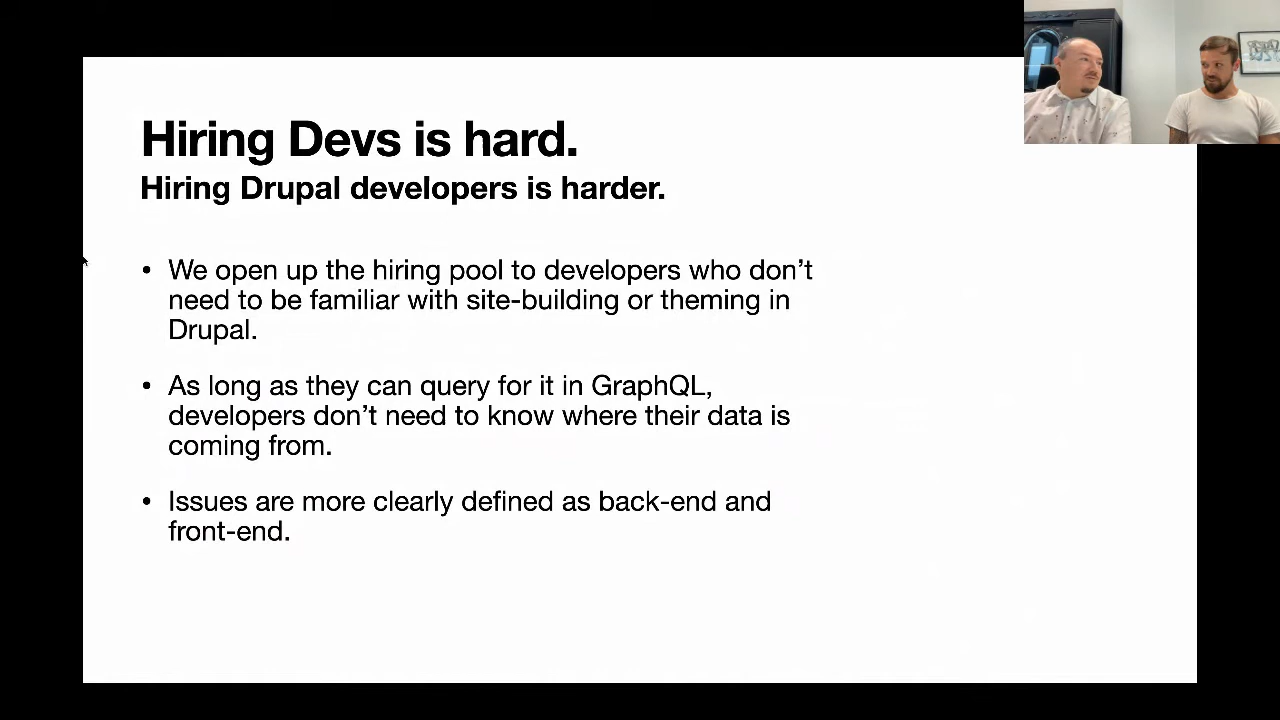 Hiring Devs is hard.
Hiring Drupal developers is harder.
• We open up the hiring pool to developers who don’t
need to be familiar with site-building or theming in
Drupal.
• As long as they can query for it in GraphQL,
developers don’t need to know where their data is
coming from.
• Issues are more clearly defined as back-end and
front-end.